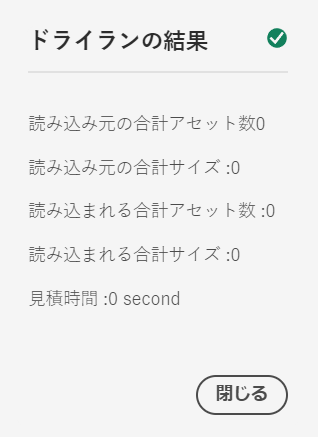 ドライランの結果
読み込み元の合計アセット数0
読み込み元の合計サイズ :0
読み込まれる合計アセット数 :0
読み込まれる合計サイズ :0
見積時間 :0 second
閉じる